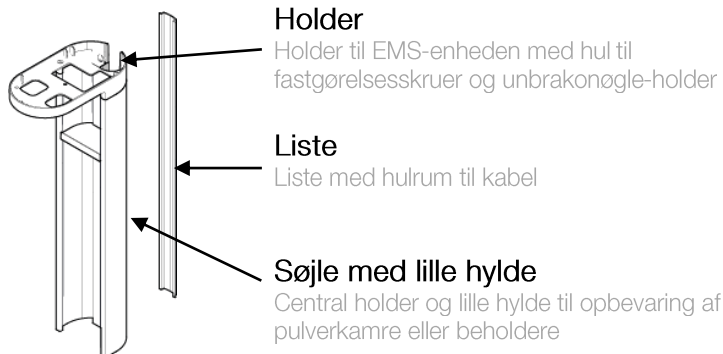 Holder
Holder til EMS-enheden med hul til
fastgørelsesskruer og unbrakonøgle-holder
Liste
Liste med hulrum til kabel
Søjle med lille hylde
Central holder og lille hylde til opbevaring af
pulverkamre eller beholdere